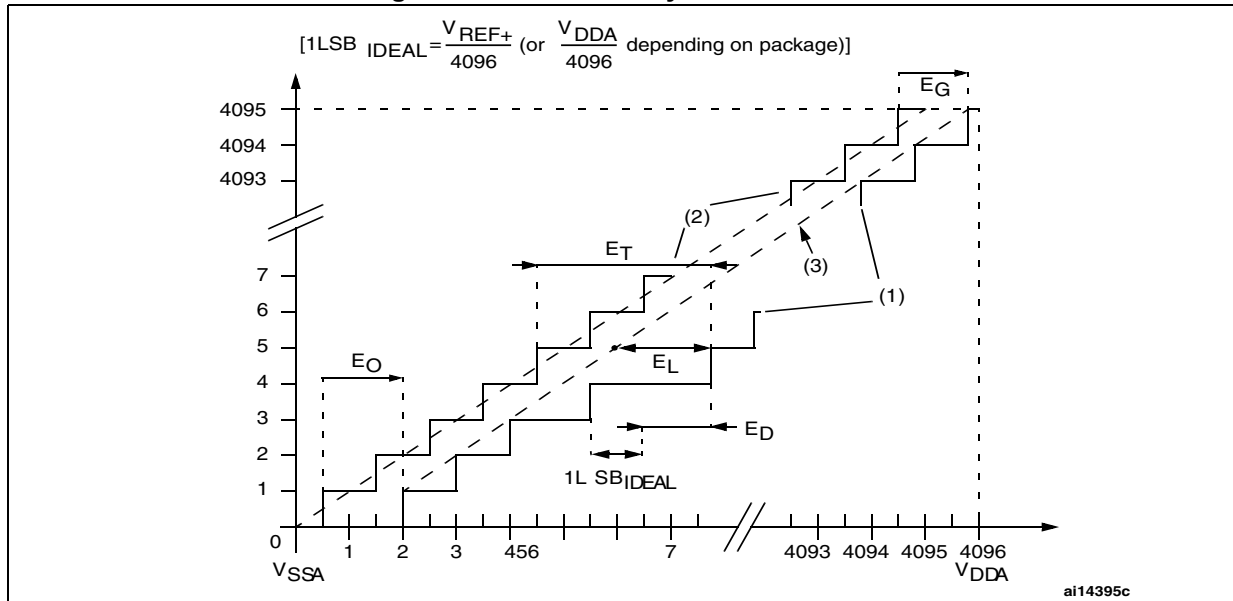 [1LSB IDEAL = VREF+ / 4096 (or VDDA / 4096 depending on package)]
EG
4095
4094
4093
(2)
ET
(3)
7
(1)
6
5
EO
EL
4
3
ED
2
1L SBIDEAL
1
0
1 2 3 456 7 4093 4094 4095 4096
VSSA VDDA
ai14395c